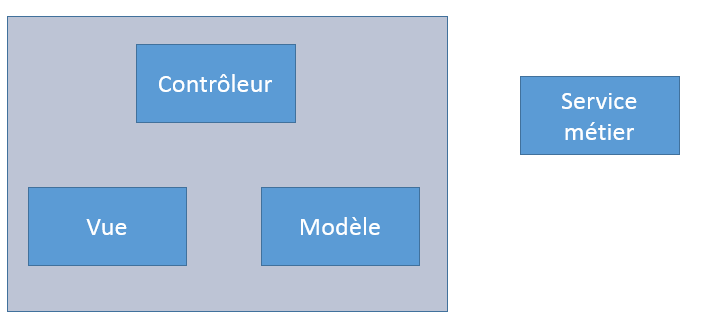 Contrôleur
Service
métier
Vue
Modèle